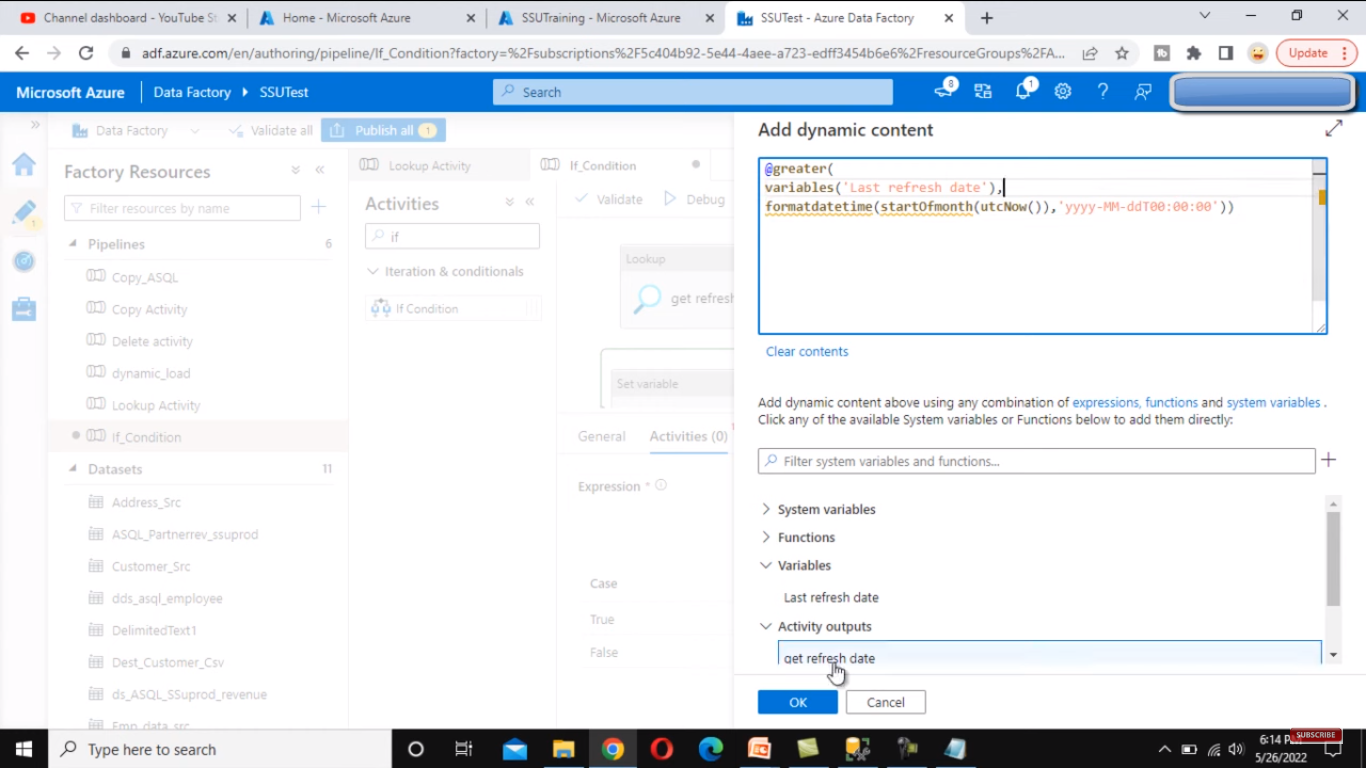 Channel dashboard - YouTube St
Home - Microsoft Azure
SSUTraining - Microsoft Azure
SSUTest - Azure Data Factory
adf.azure.com/en/authoring/pipeline/If_Condition?factory=%2Fsubscriptions%2F5c404b92-5e44-4aee-a723-edff3454b6e6%2FresourceGroups%2FA...
Update
Microsoft Azure
Data Factory
SSUTest
Search
8
1
Data Factory
Validate all
Publish all
1
Factory Resources
Filter resources by name
Pipelines
6
Copy_ASQL
Copy Activity
Delete activity
dynamic_load
Lookup Activity
If_Condition
Datasets
11
Address_Src
ASQL_Partnerrev_ssuprod
Customer_Src
dds_asql_employee
DelimitedText1
Dest_Customer_Csv
ds_ASQL_SSuprod_revenue
Emp_data_src
Lookup Activity
If_Condition
Activities
if
Iteration & conditionals
If Condition
Validate
Debug
Lookup
get refresh
Set variable
General
Activities (0)
Expression *
Case
True
False
Add dynamic content
@greater(
variables('Last refresh date'),
formatdatetime(startOfmonth(utcNow()),'yyyy-MM-ddT00:00:00'))
Clear contents
Add dynamic content above using any combination of expressions, functions and system variables .
Click any of the available System variables or Functions below to add them directly:
Filter system variables and functions...
System variables
Functions
Variables
Last refresh date
Activity outputs
get refresh date
OK
Cancel
Type here to search
6:14 P
5/26/2022
SUBSCRIBE